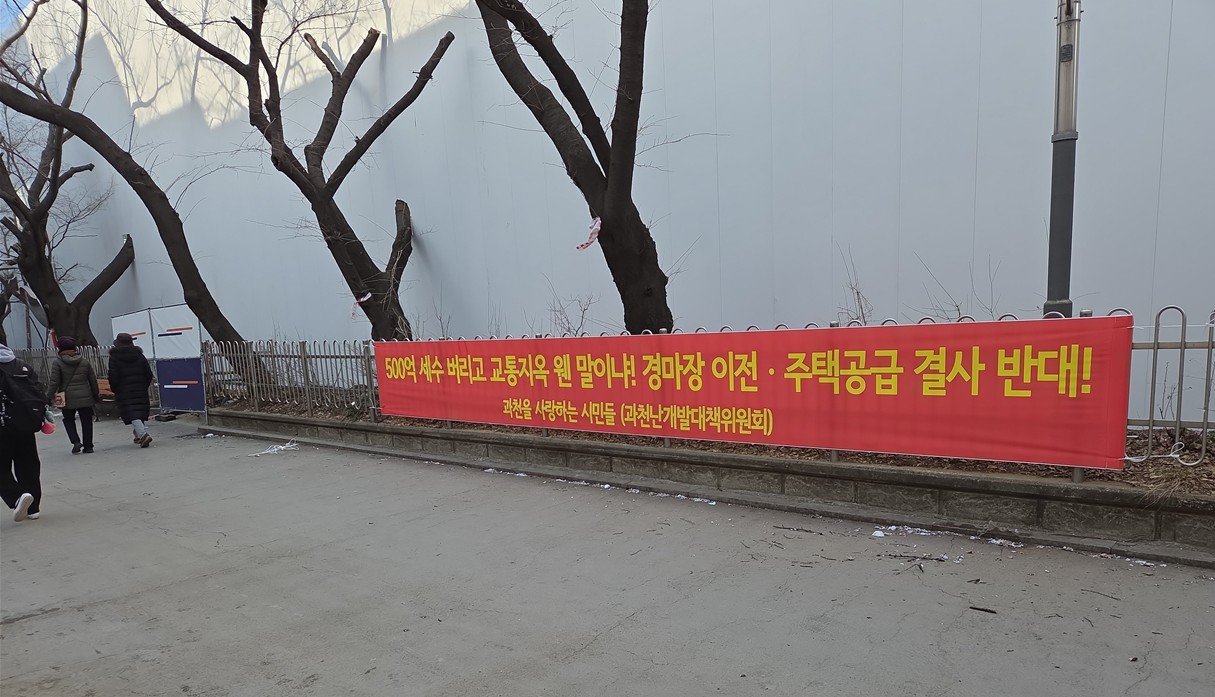 500억 세수 버리고 교통지옥 웬 말이냐! 경마장 이전 · 주택공급 결사 반대!
과천을 사랑하는 시민들 (과천난개발대책위원회)